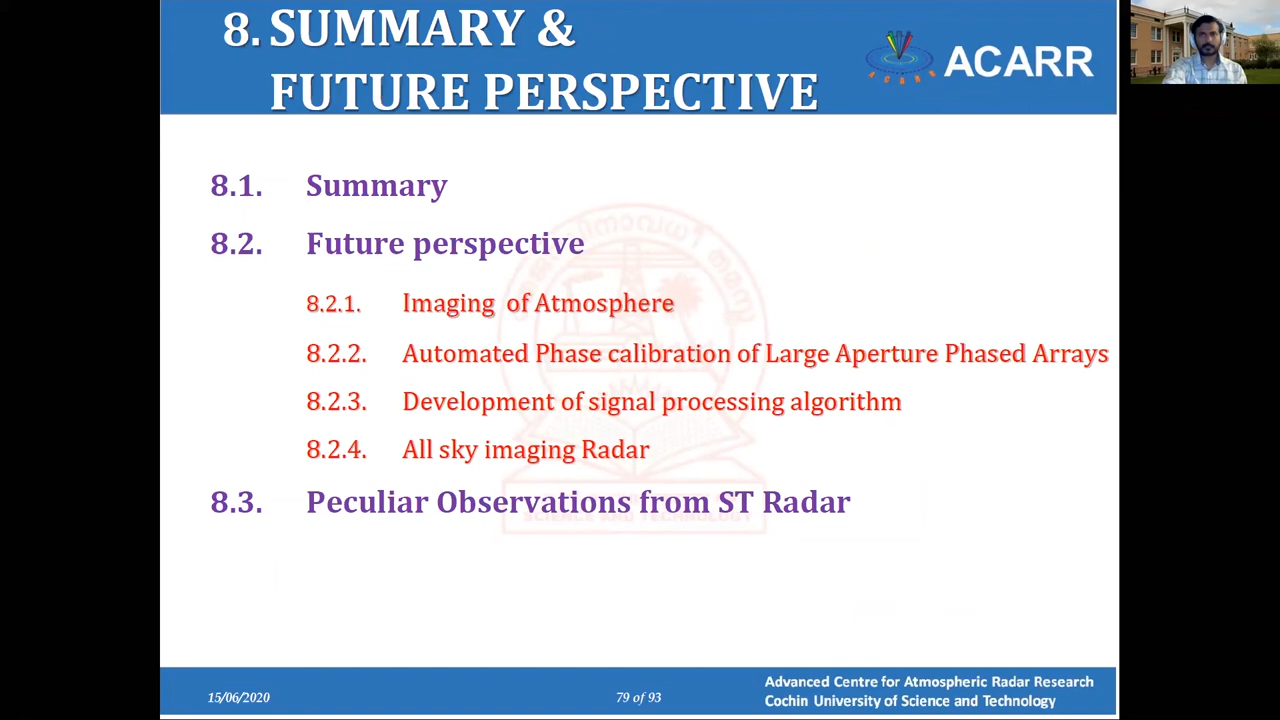 8. SUMMARY &
FUTURE PERSPECTIVE
A C A R R
ACARR
8.1. Summary
8.2. Future perspective
8.2.1. Imaging of Atmosphere
8.2.2. Automated Phase calibration of Large Aperture Phased Arrays
8.2.3. Development of signal processing algorithm
8.2.4. All sky imaging Radar
8.3. Peculiar Observations from ST Radar
SCIENCE AND TECHNOLOGY
15/06/2020
79 of 93
Advanced Centre for Atmospheric Radar Research
Cochin University of Science and Technology